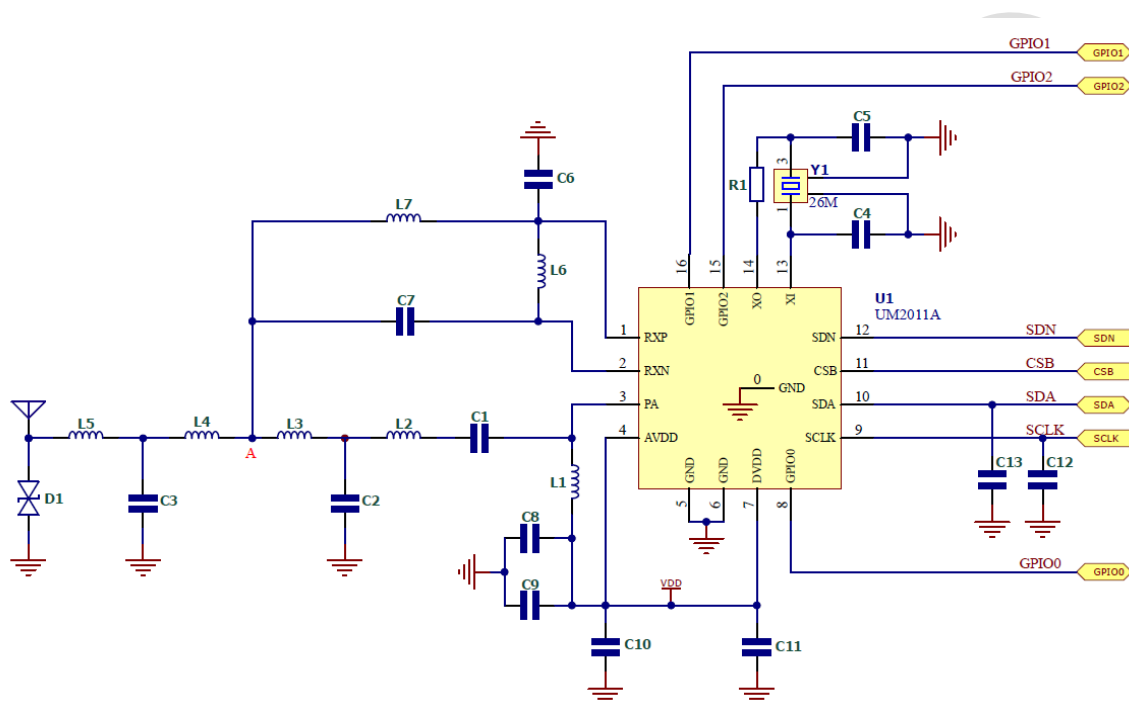 GPIO1
GPIO1
GPIO2
GPIO2
C5
3
Y1
R1
26M
1
C4
C6
L7
L6
C7
16
15
14
13
GPIO1
GPIO2
XO
XI
U1
UM2011A
1
RXP
SDN
12
SDN
SDN
2
RXN
CSB
11
CSB
CSB
0
GND
3
PA
SDA
10
SDA
SDA
4
AVDD
SCLK
9
SCLK
SCLK
GND
GND
DVDD
GPIO0
5
6
7
8
L5
L4
L3
L2
C1
A
D1
C3
C2
L1
C13
C12
C8
C9
VDD
GPIO0
GPIO0
C10
C11